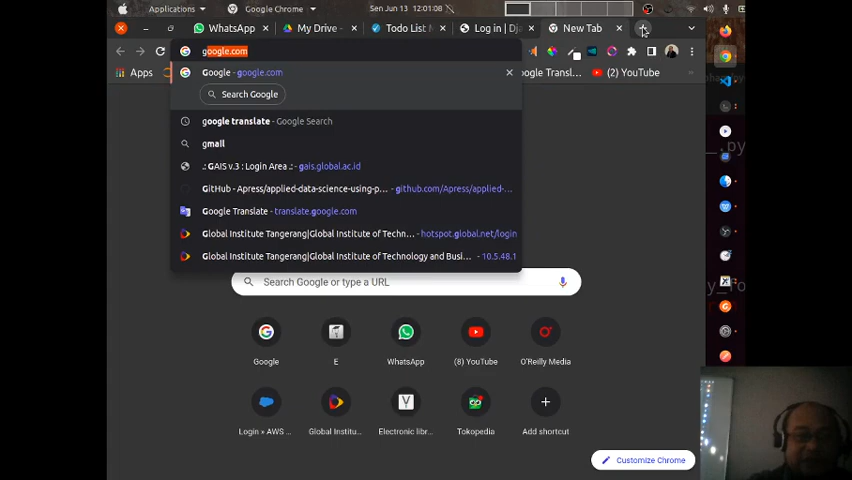 Applications
Google Chrome
Sun Jun 13 12:01:08
WhatsApp
My Drive -
Todo List M
Log in | Dja
New Tab
google.com
Apps
oogle Transl...
(2) YouTube
Google - google.com
Search Google
google translate - Google Search
gmail
.: GAIS v.3 : Login Area .: - gais.global.ac.id
GitHub - Apress/applied-data-science-using-p... - github.com/Apress/applied-...
Google Translate - translate.google.com
Global Institute Tangerang|Global Institute of Techn... - hotspot.global.net/login
Global Institute Tangerang|Global Institute of Technology and Busi... - 10.5.48.1
Search Google or type a URL
Google
E
WhatsApp
(8) YouTube
O'Reilly Media
Login » AWS ...
Global Institu...
Electronic libr...
Tokopedia
Add shortcut
Customize Chrome